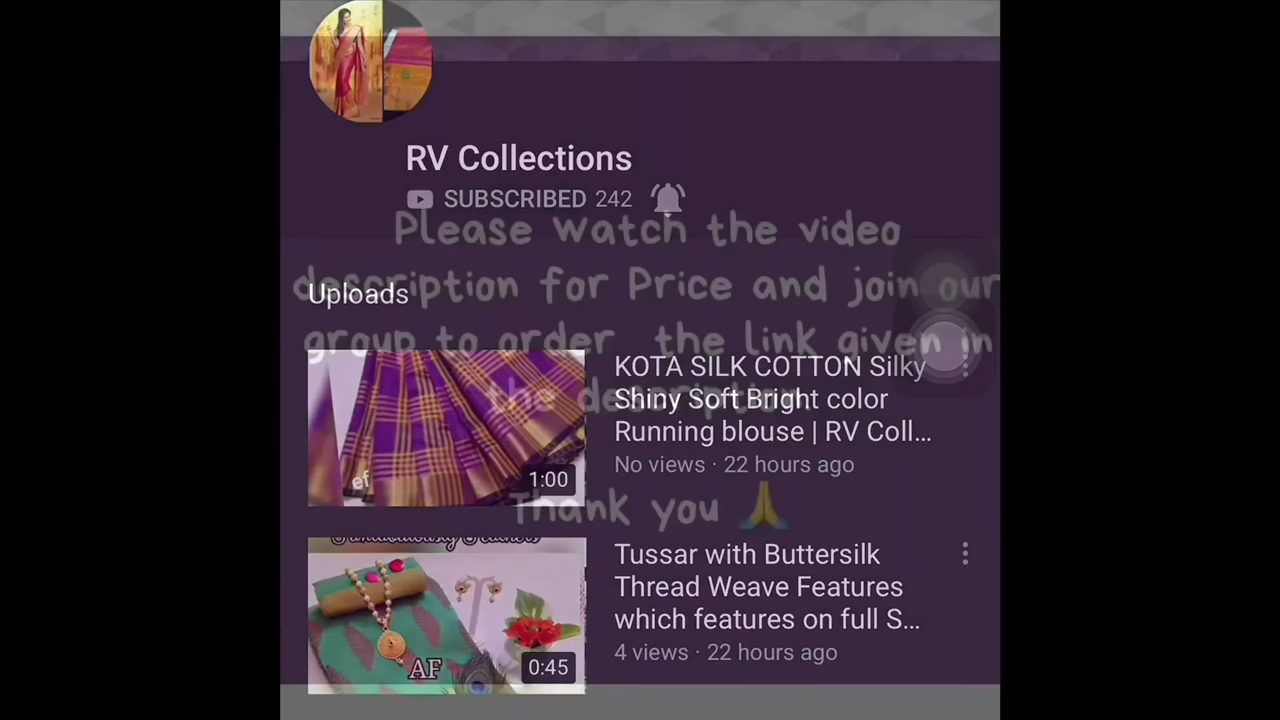 RV Collections
SUBSCRIBED 242
Please watch the video
description for Price and join our
Uploads
group to order the link given in
the description.
KOTA SILK COTTON Silky
Shiny Soft Bright color
Running blouse | RV Coll...
No views · 22 hours ago
ef
1:00
Thank you 🙏
Tussar with Buttersilk
Thread Weave Features
which features on full S...
4 views · 22 hours ago
AF
0:45